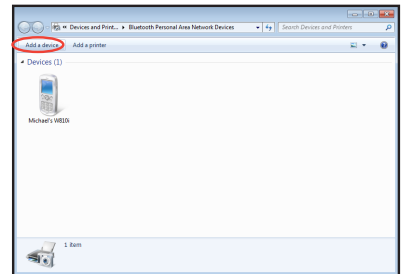 « Devices and Print... ▸ Bluetooth Personal Area Network Devices
Search Devices and Printers
Add a device
Add a printer
Devices (1)
Michael's W810i
1 item